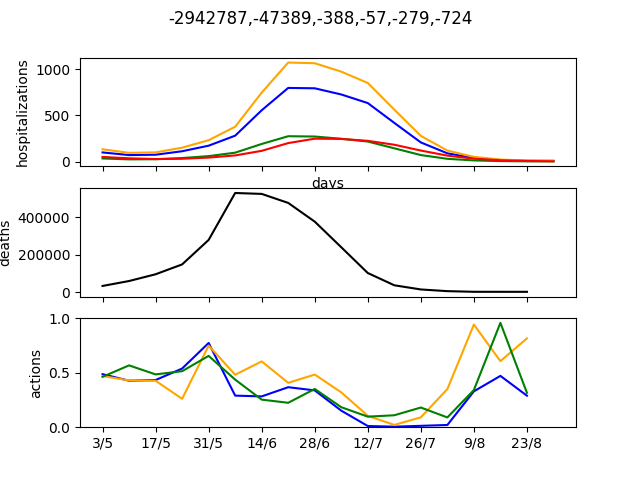 -2942787,-47389,-388,-57,-279,-724
hospitalizations
1000
500
0
days
deaths
400000
200000
0
actions
1.0
0.5
0.0
3/5 17/5 31/5 14/6 28/6 12/7 26/7 9/8 23/8